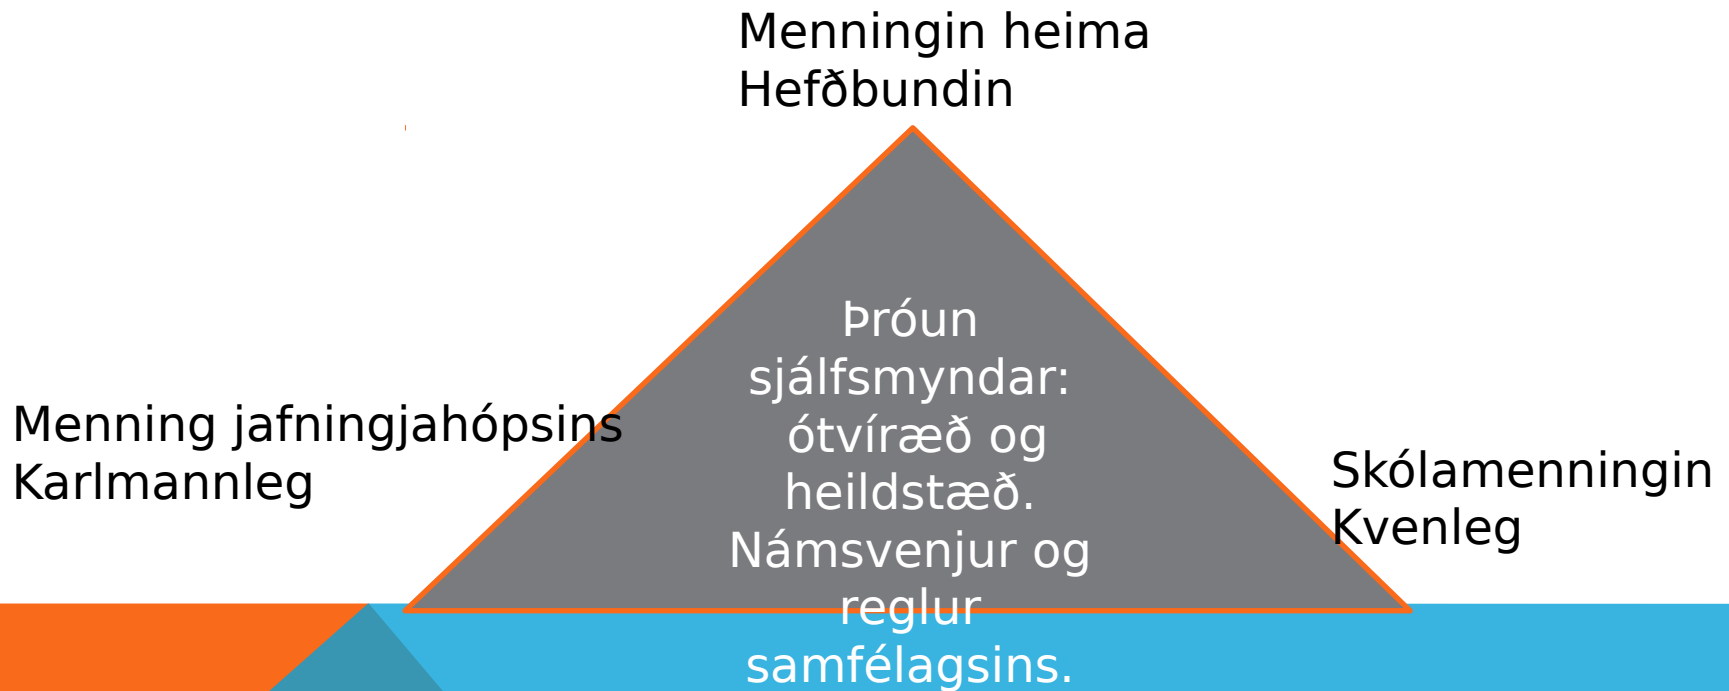 Menningin heima
Hefðbundin
Þróun
sjálfsmyndar:
ótvíræð og
heildstæð.
Námsvenjur og
reglur
samfélagsins.
Menning jafningjahópsins
Karlmannleg
Skólamenningin
Kvenleg